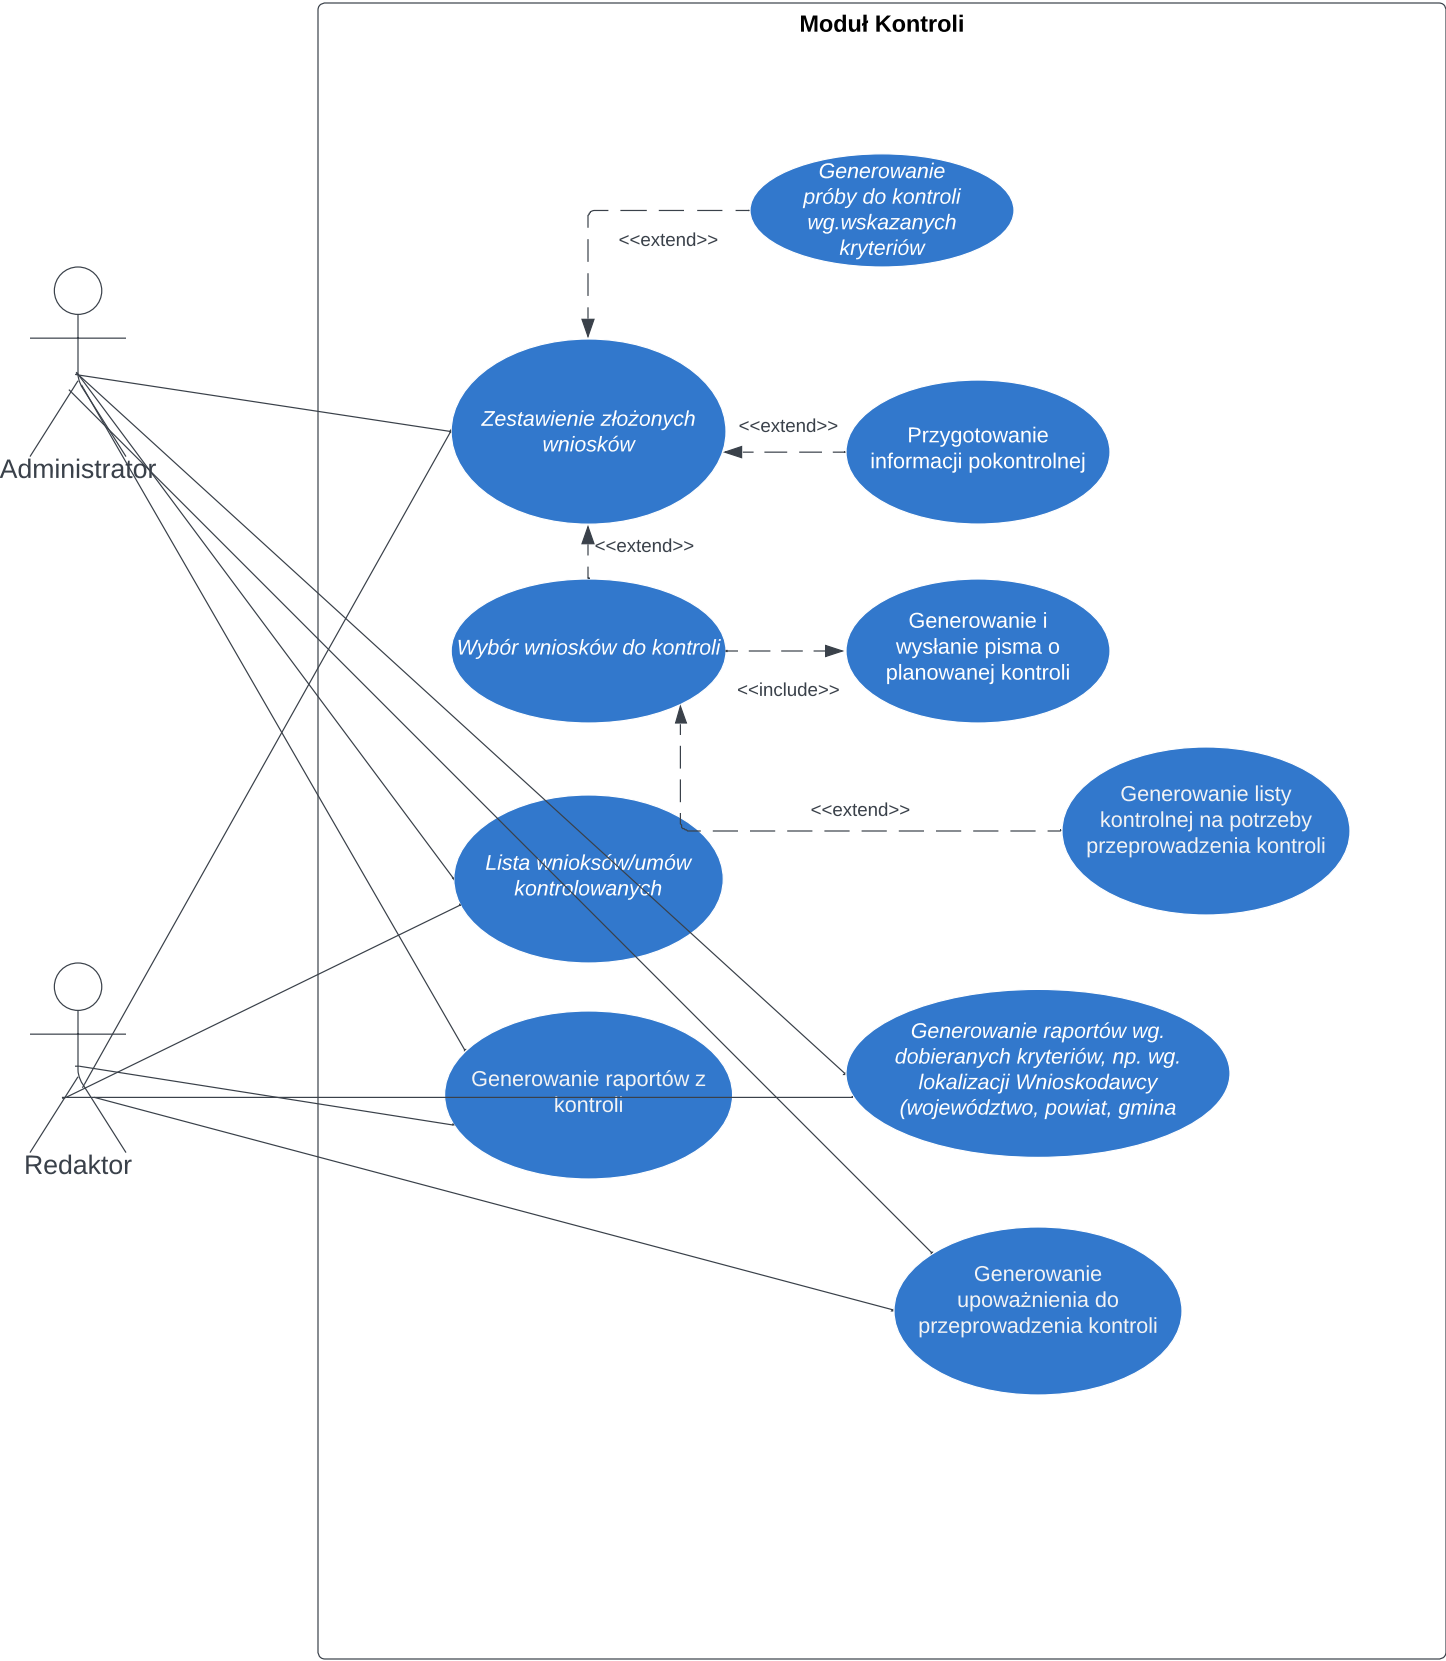 Moduł Kontroli
Generowanie
próby do kontroli
wg.wskazanych
kryteriów
<<extend>>
Administrator
Zestawienie złożonych
wniosków
<<extend>>
Przygotowanie
informacji pokontrolnej
<<extend>>
Wybór wniosków do kontroli
Generowanie i
wysłanie pisma o
planowanej kontroli
<<include>>
<<extend>>
Generowanie listy
kontrolnej na potrzeby
przeprowadzenia kontroli
Lista wnioksów/umów
kontrolowanych
Redaktor
Generowanie raportów z
kontroli
Generowanie raportów wg.
dobieranych kryteriów, np. wg.
lokalizacji Wnioskodawcy
(województwo, powiat, gmina
Generowanie
upoważnienia do
przeprowadzenia kontroli